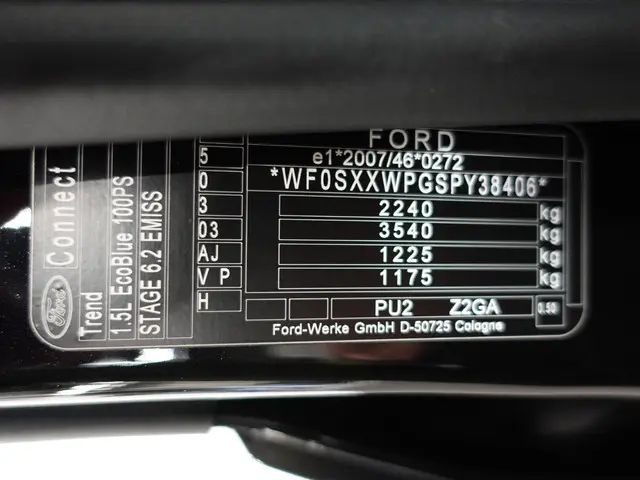 FORD
e1*2007/46*0272
*WF0SXXWPGSPY38406*
2240 kg
3540 kg
1225 kg
1175 kg
PU2 Z2GA 0.50
Ford-Werke GmbH D-50725 Cologne
5
0
3
03
AJ
V P
H
Connect
Trend
1.5L EcoBlue 100PS
STAGE 6.2 EMISS
Ford